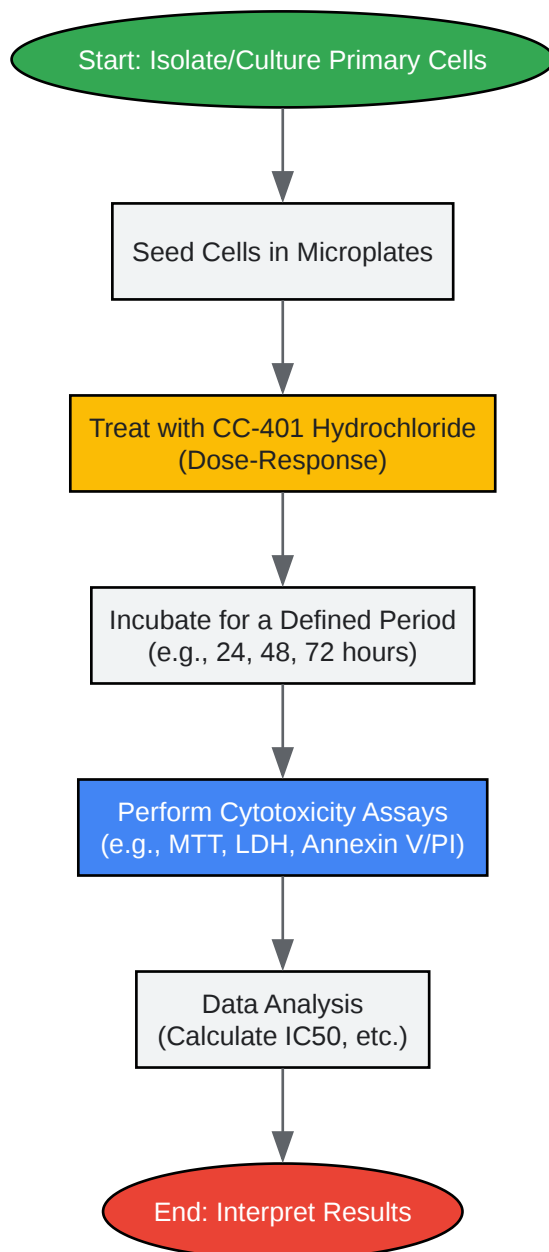 Start: Isolate/Culture Primary Cells
Seed Cells in Microplates
Treat with CC-401 Hydrochloride
(Dose-Response)
Incubate for a Defined Period
(e.g., 24, 48, 72 hours)
Perform Cytotoxicity Assays
(e.g., MTT, LDH, Annexin V/PI)
Data Analysis
(Calculate IC50, etc.)
End: Interpret Results